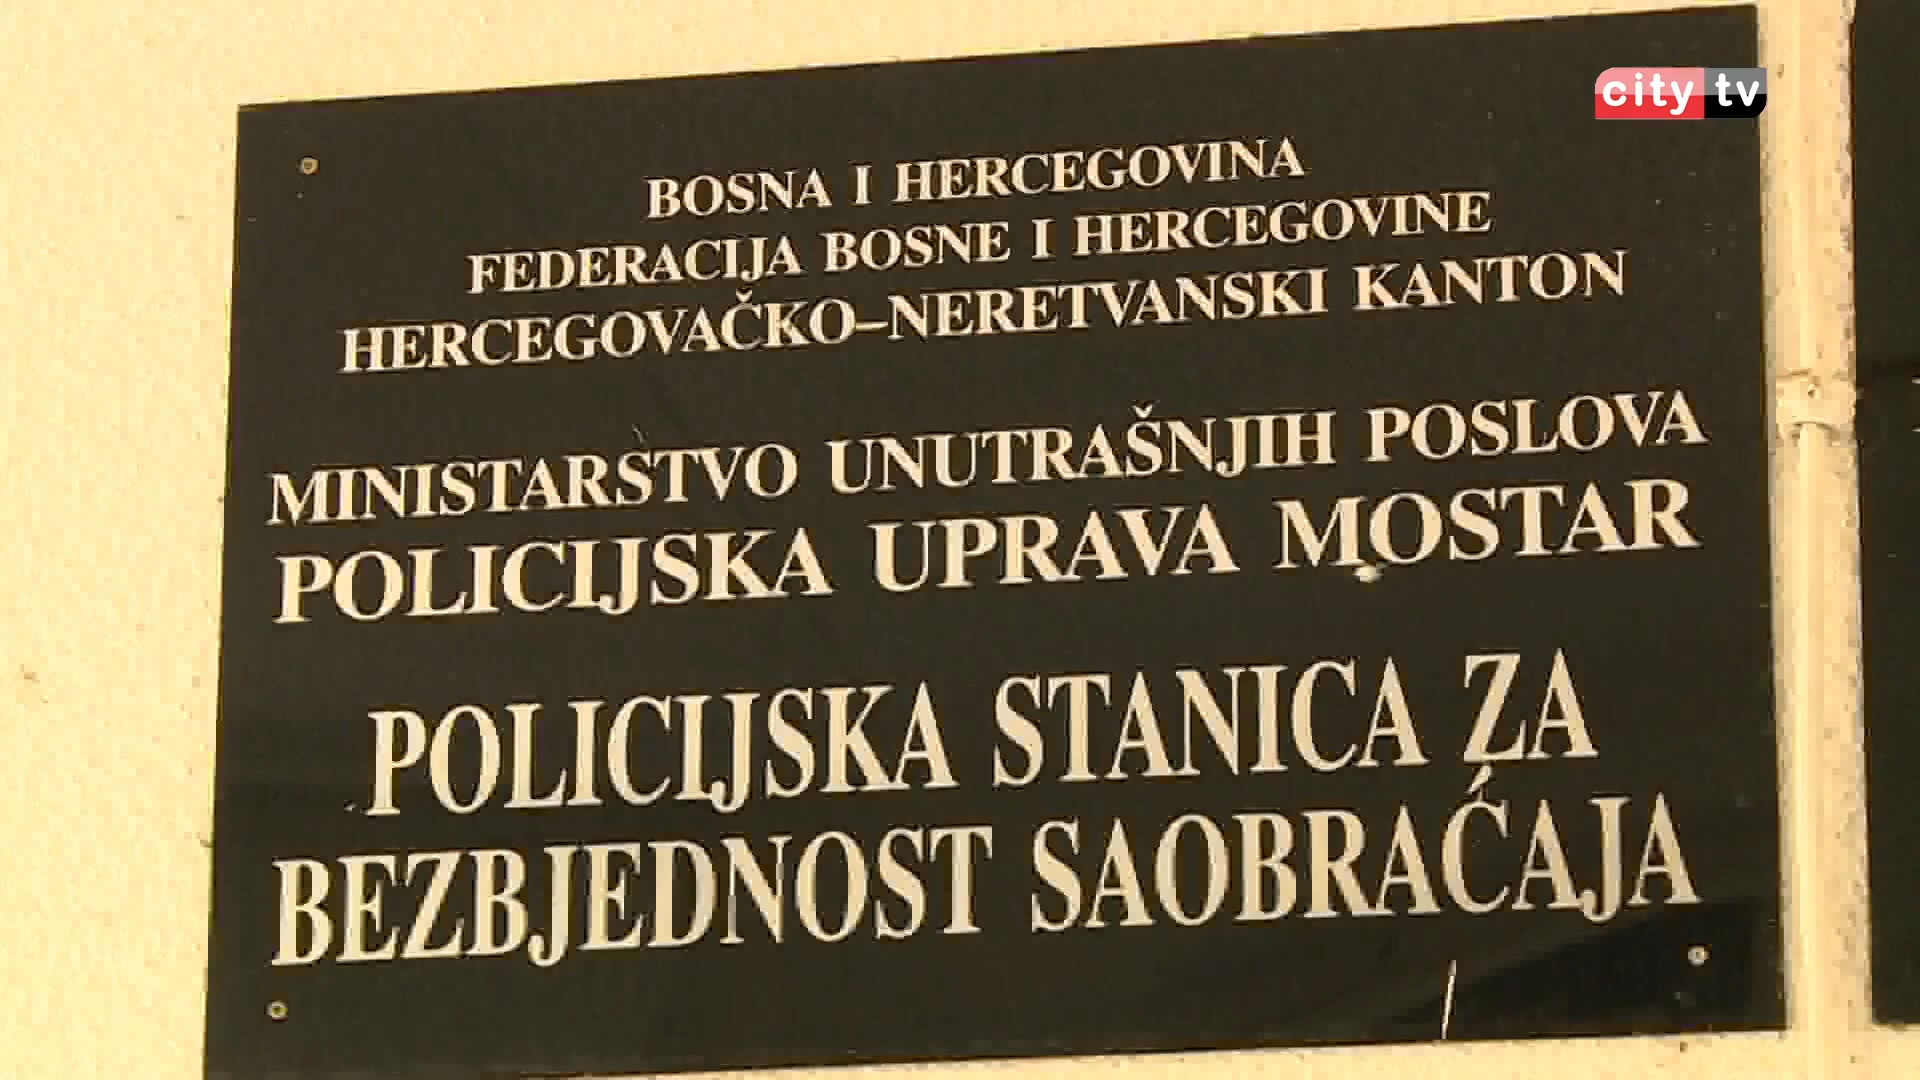 city tv
BOSNA I HERCEGOVINA
FEDERACIJA BOSNE I HERCEGOVINE
HERCEGOVAČKO–NERETVANSKI KANTON
MINISTARSTVO UNUTRAŠNJIH POSLOVA
POLICIJSKA UPRAVA MOSTAR
POLICIJSKA STANICA ZA
BEZBJEDNOST SAOBRAĆAJA